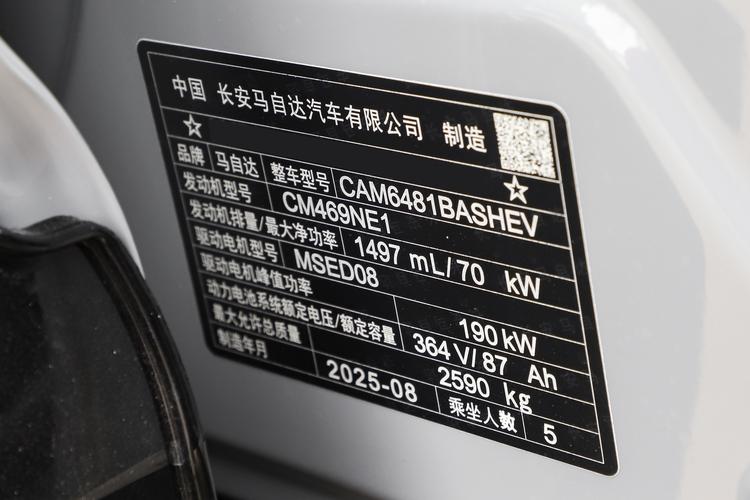 中国 长安马自达汽车有限公司 制造
品牌 马自达 整车型号 CAM6481BASHEV
发动机型号 CM469NE1
发动机排量/最大净功率 1497 mL/70 kW
驱动电机型号 MSED08
驱动电机峰值功率 190kW
动力电池系统额定电压/额定容量 364 V/87 Ah
最大允许总质量 2590 kg
制造年月 2025-08 乘坐人数 5